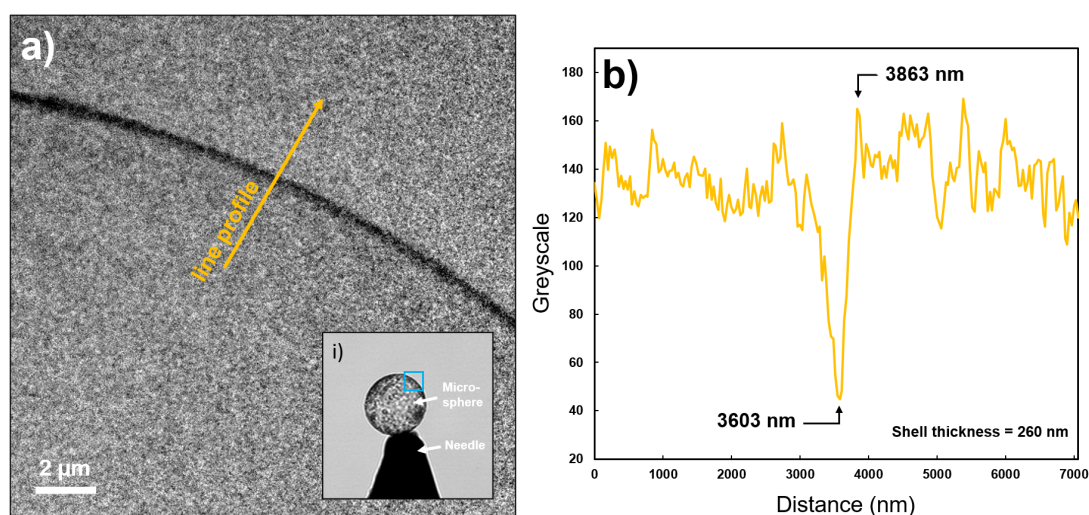 a)
line profile
2 µm
i)
Micro-
sphere
Needle
b)
Greyscale
180
160
140
120
100
80
60
40
20
3863 nm
3603 nm
Shell thickness = 260 nm
0
1000
2000
3000
4000
5000
6000
7000
Distance (nm)